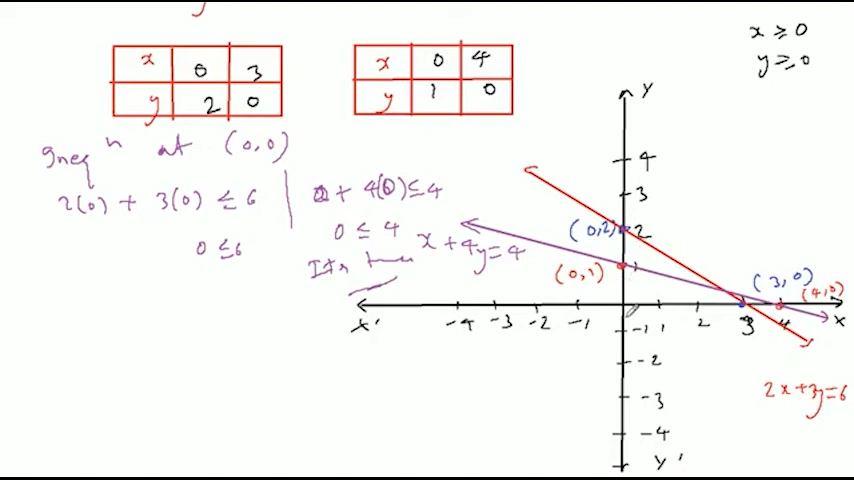 x ≥ 0
y ≥ 0
x 0 3
y 2 0
x 0 4
y 1 0
Ineqⁿ at (0,0)
2(0) + 3(0) ≤ 6
0 ≤ 6
0 + 4(0) ≤ 4
0 ≤ 4
It's true
x + 4y = 4
Y
4
3
(0,2) 2
(0,1) 1
(3,0)
(4,0)
X' -4 -3 -2 -1 1 2 3 4 X
-1
-2
-3
-4
Y'
2x+3y=6